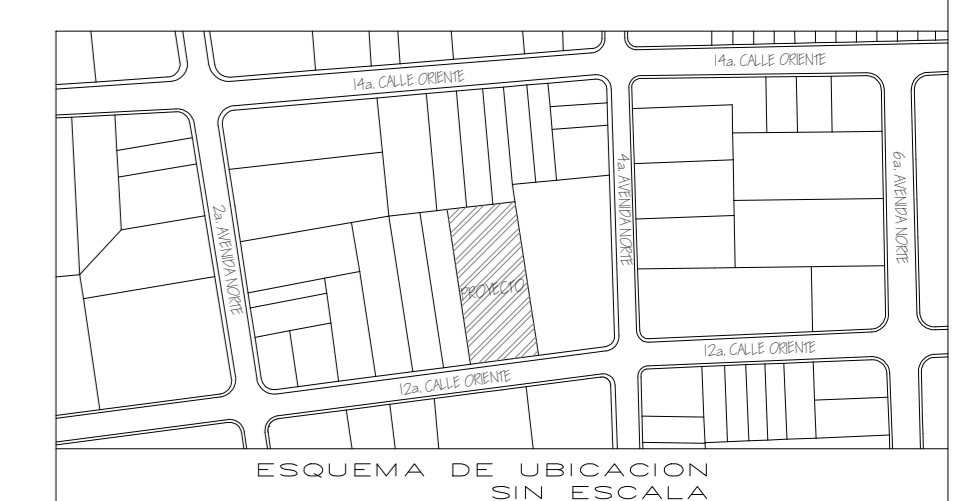 14a. CALLE ORIENTE
14a. CALLE ORIENTE
2a. AVENIDA NORTE
4a. AVENIDA NORTE
6a. AVENIDA NORTE
PROYECTO
12a. CALLE ORIENTE
12a. CALLE ORIENTE
ESQUEMA DE UBICACION
SIN ESCALA